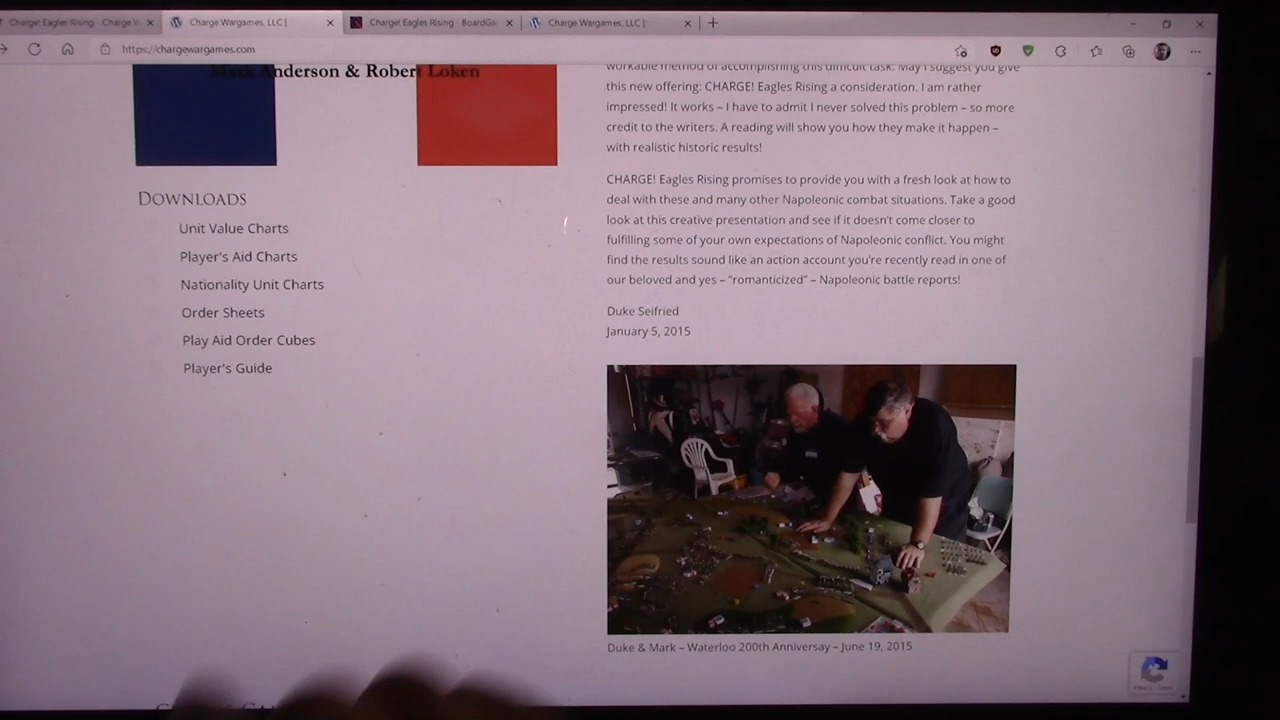 Charge! Eagles Rising - Charge W
Charge Wargames, LLC |
Charge! Eagles Rising - BoardGa
Charge Wargames, LLC |
https://chargewargames.com
Mark Anderson & Robert Loken
Downloads
Unit Value Charts
Player's Aid Charts
Nationality Unit Charts
Order Sheets
Play Aid Order Cubes
Player's Guide
workable method of accomplishing this difficult task. May I suggest you give
this new offering: CHARGE! Eagles Rising a consideration. I am rather
impressed! It works – I have to admit I never solved this problem – so more
credit to the writers. A reading will show you how they make it happen –
with realistic historic results!
CHARGE! Eagles Rising promises to provide you with a fresh look at how to
deal with these and many other Napoleonic combat situations. Take a good
look at this creative presentation and see if it doesn't come closer to
fulfilling some of your own expectations of Napoleonic conflict. You might
find the results sound like an action account you're recently read in one of
our beloved and yes – "romanticized" – Napoleonic battle reports!
Duke Seifried
January 5, 2015
Duke & Mark – Waterloo 200th Anniversay – June 19, 2015
Privacy - Terms